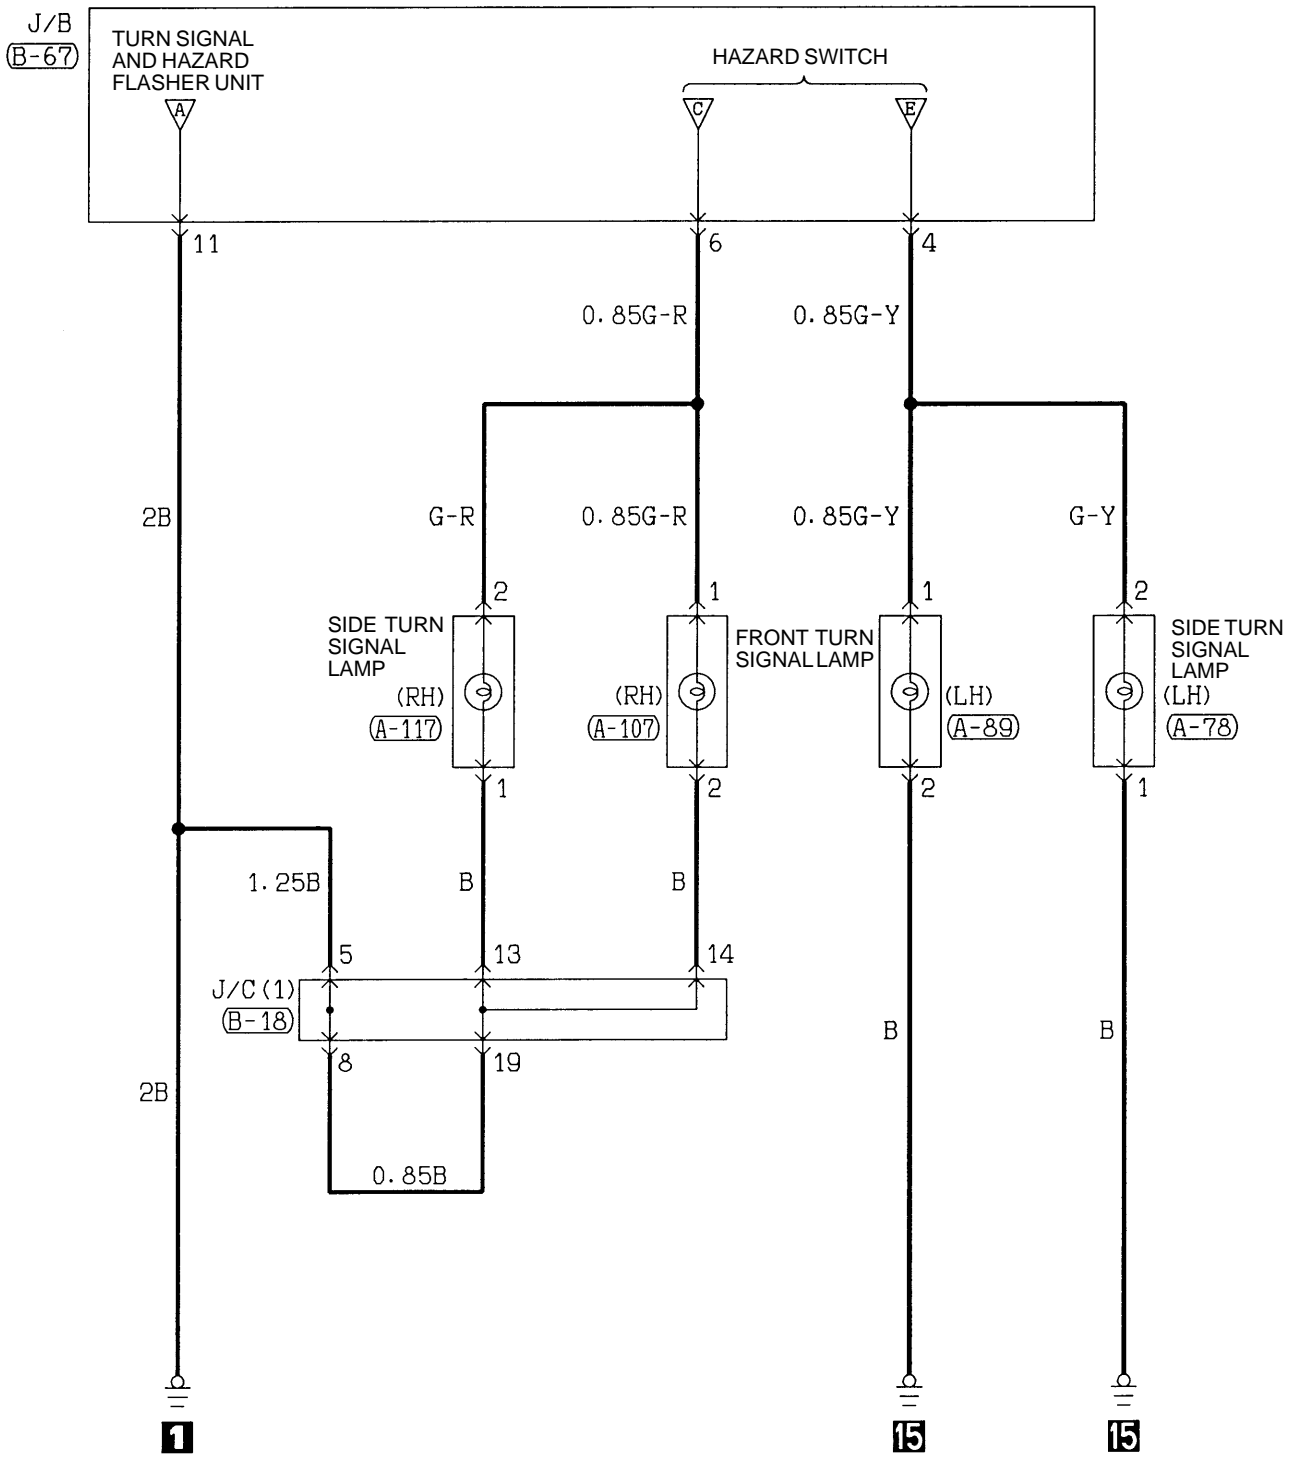 J/B
B-67
TURN SIGNAL
AND HAZARD
FLASHER UNIT
HAZARD SWITCH
A
C
E
11
6
4
0.85G-R
0.85G-Y
2B
G-R
0.85G-R
0.85G-Y
G-Y
2
1
1
2
SIDE TURN
SIGNAL
LAMP
(RH)
A-117
(RH)
A-107
FRONT TURN
SIGNAL LAMP
(LH)
A-89
SIDE TURN
SIGNAL
LAMP
(LH)
A-78
1
2
2
1
1.25B
B
B
5
13
14
J/C(1)
B-18
8
19
B
B
2B
0.85B
1
15
15